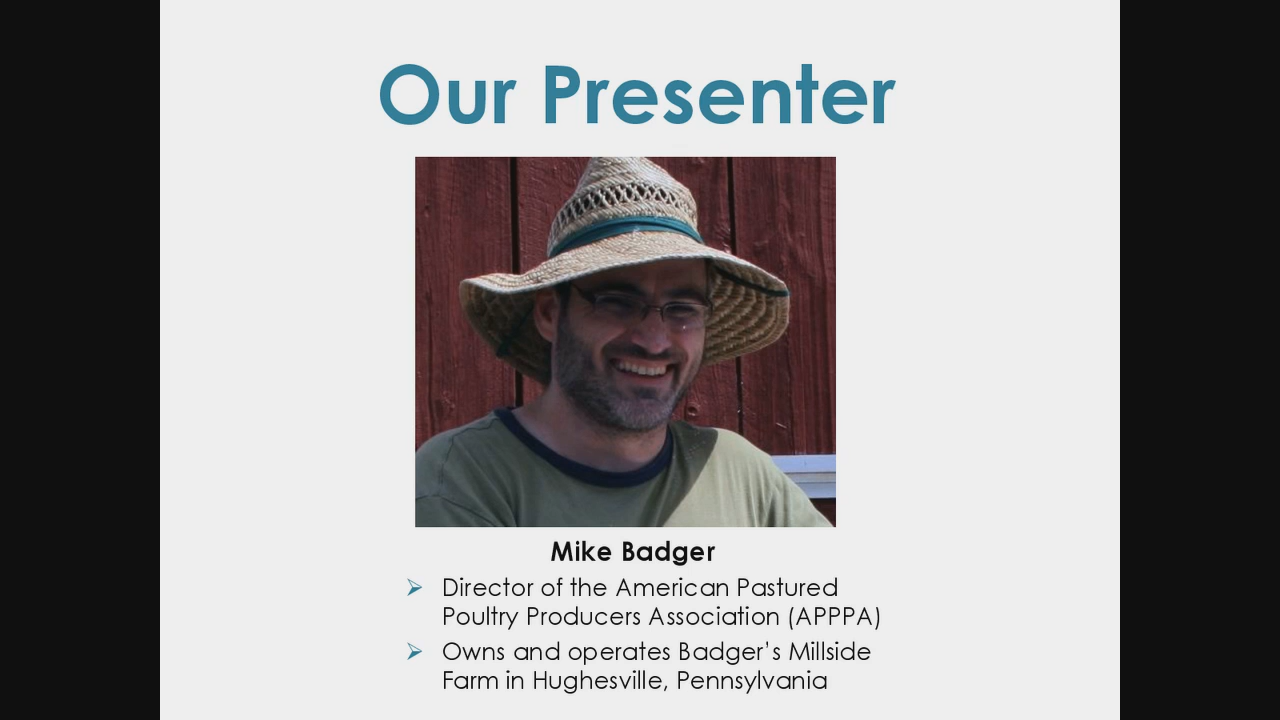 Our Presenter
Mike Badger
➢ Director of the American Pastured
Poultry Producers Association (APPPA)
➢ Owns and operates Badger’s Millside
Farm in Hughesville, Pennsylvania